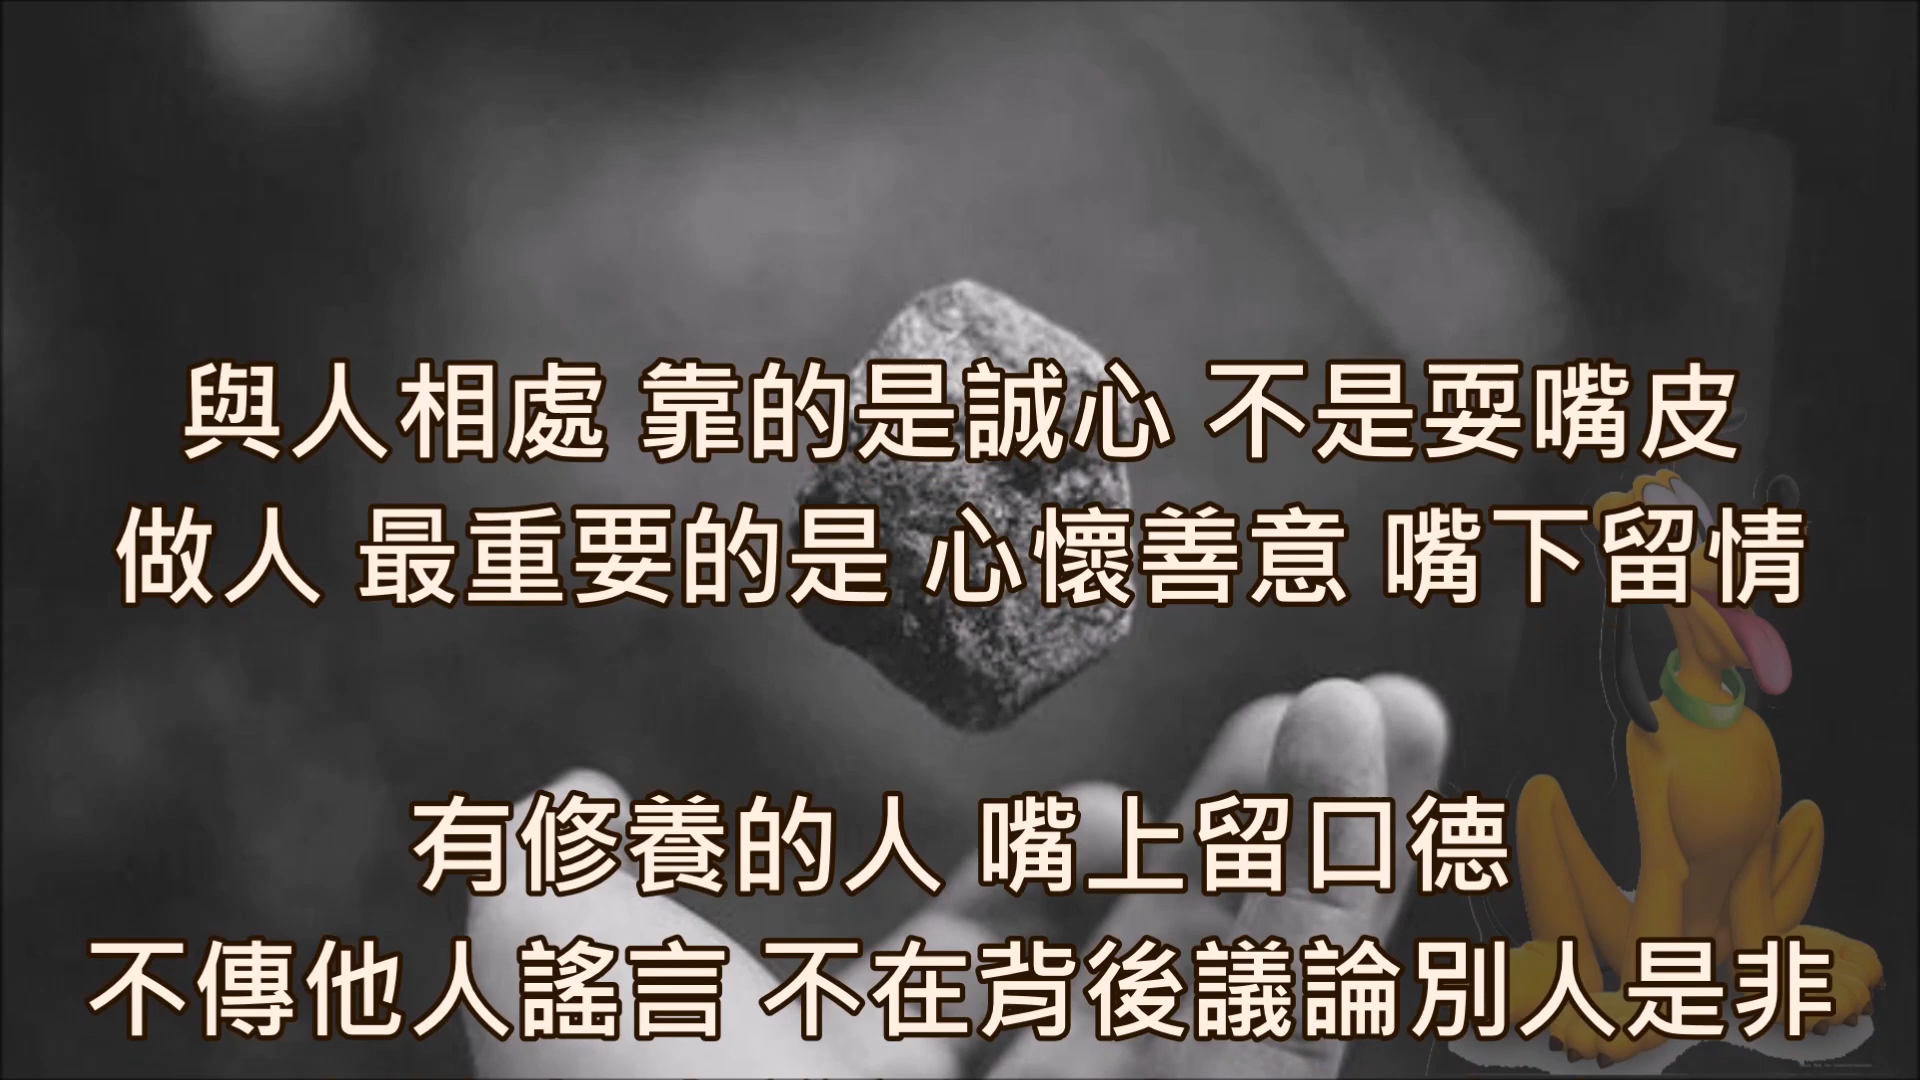 與人相處 靠的是誠心 不是耍嘴皮
做人 最重要的是 心懷善意 嘴下留情
有修養的人 嘴上留口德
不傳他人謠言 不在背後議論別人是非